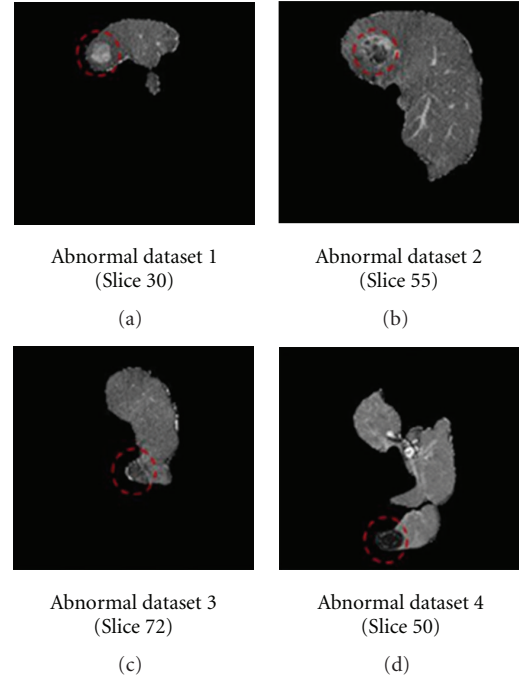 Abnormal dataset 1
(Slice 30)
(a)
Abnormal dataset 2
(Slice 55)
(b)
Abnormal dataset 3
(Slice 72)
(c)
Abnormal dataset 4
(Slice 50)
(d)